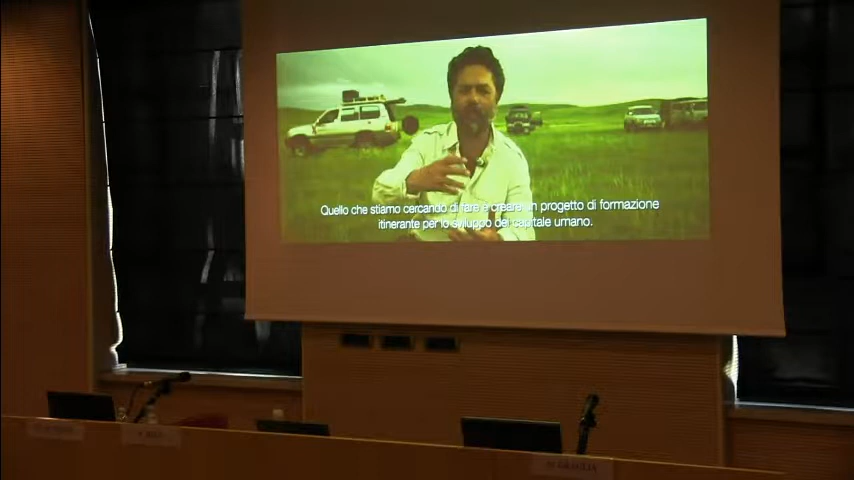 Quello che stiamo cercando di fare è creare un progetto di formazione
itinerante per lo sviluppo del capitale umano.